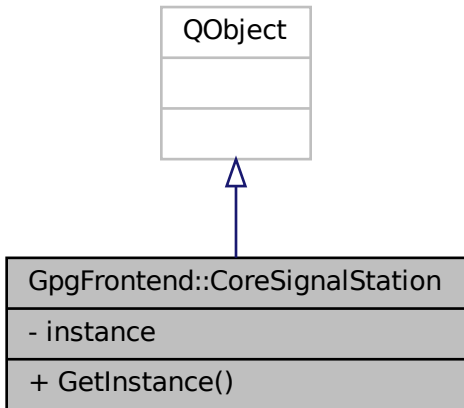 QObject
GpgFrontend::CoreSignalStation
- instance
+ GetInstance()